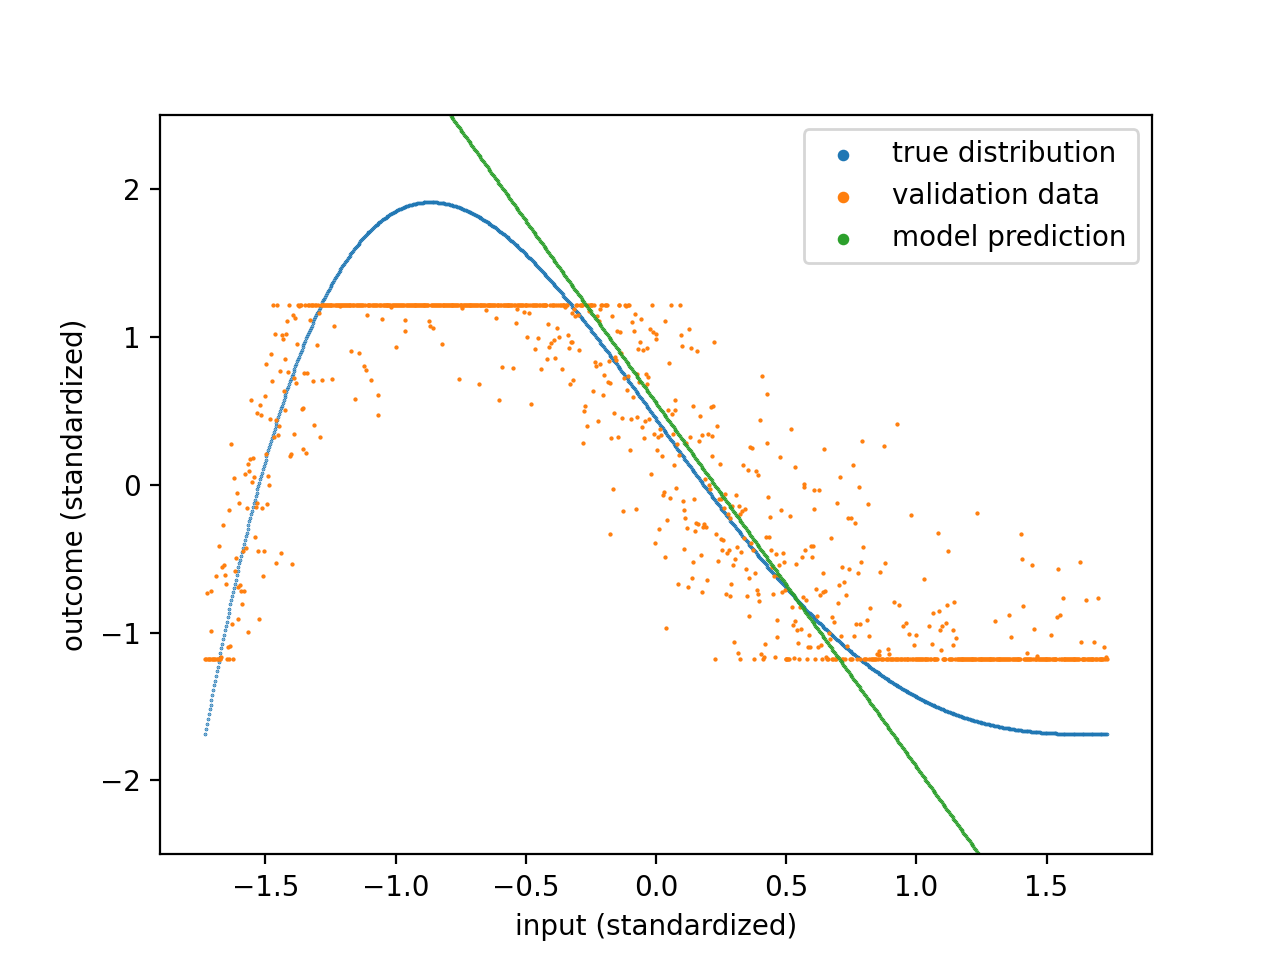 true distribution
validation data
model prediction
2
1
0
−1
−2
outcome (standardized)
−1.5 −1.0 −0.5 0.0 0.5 1.0 1.5
input (standardized)